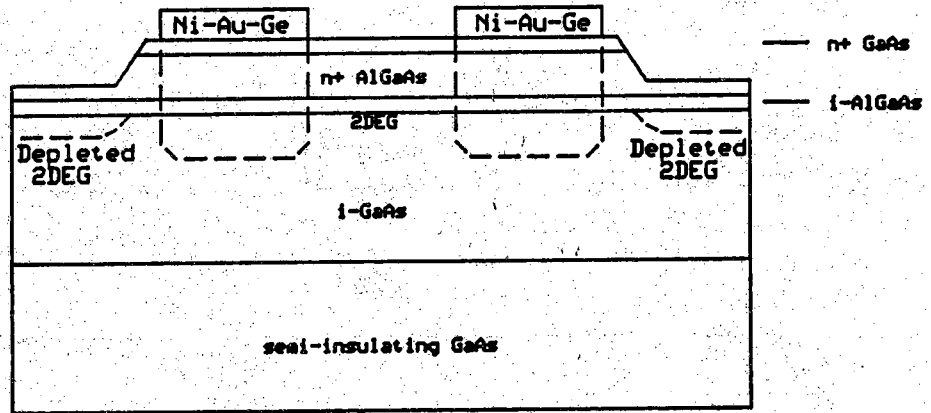 Ni-Au-Ge
Ni-Au-Ge
n+ GaAs
n+ AlGaAs
i-AlGaAs
2DEG
Depleted
2DEG
Depleted
2DEG
i-GaAs
semi-insulating GaAs